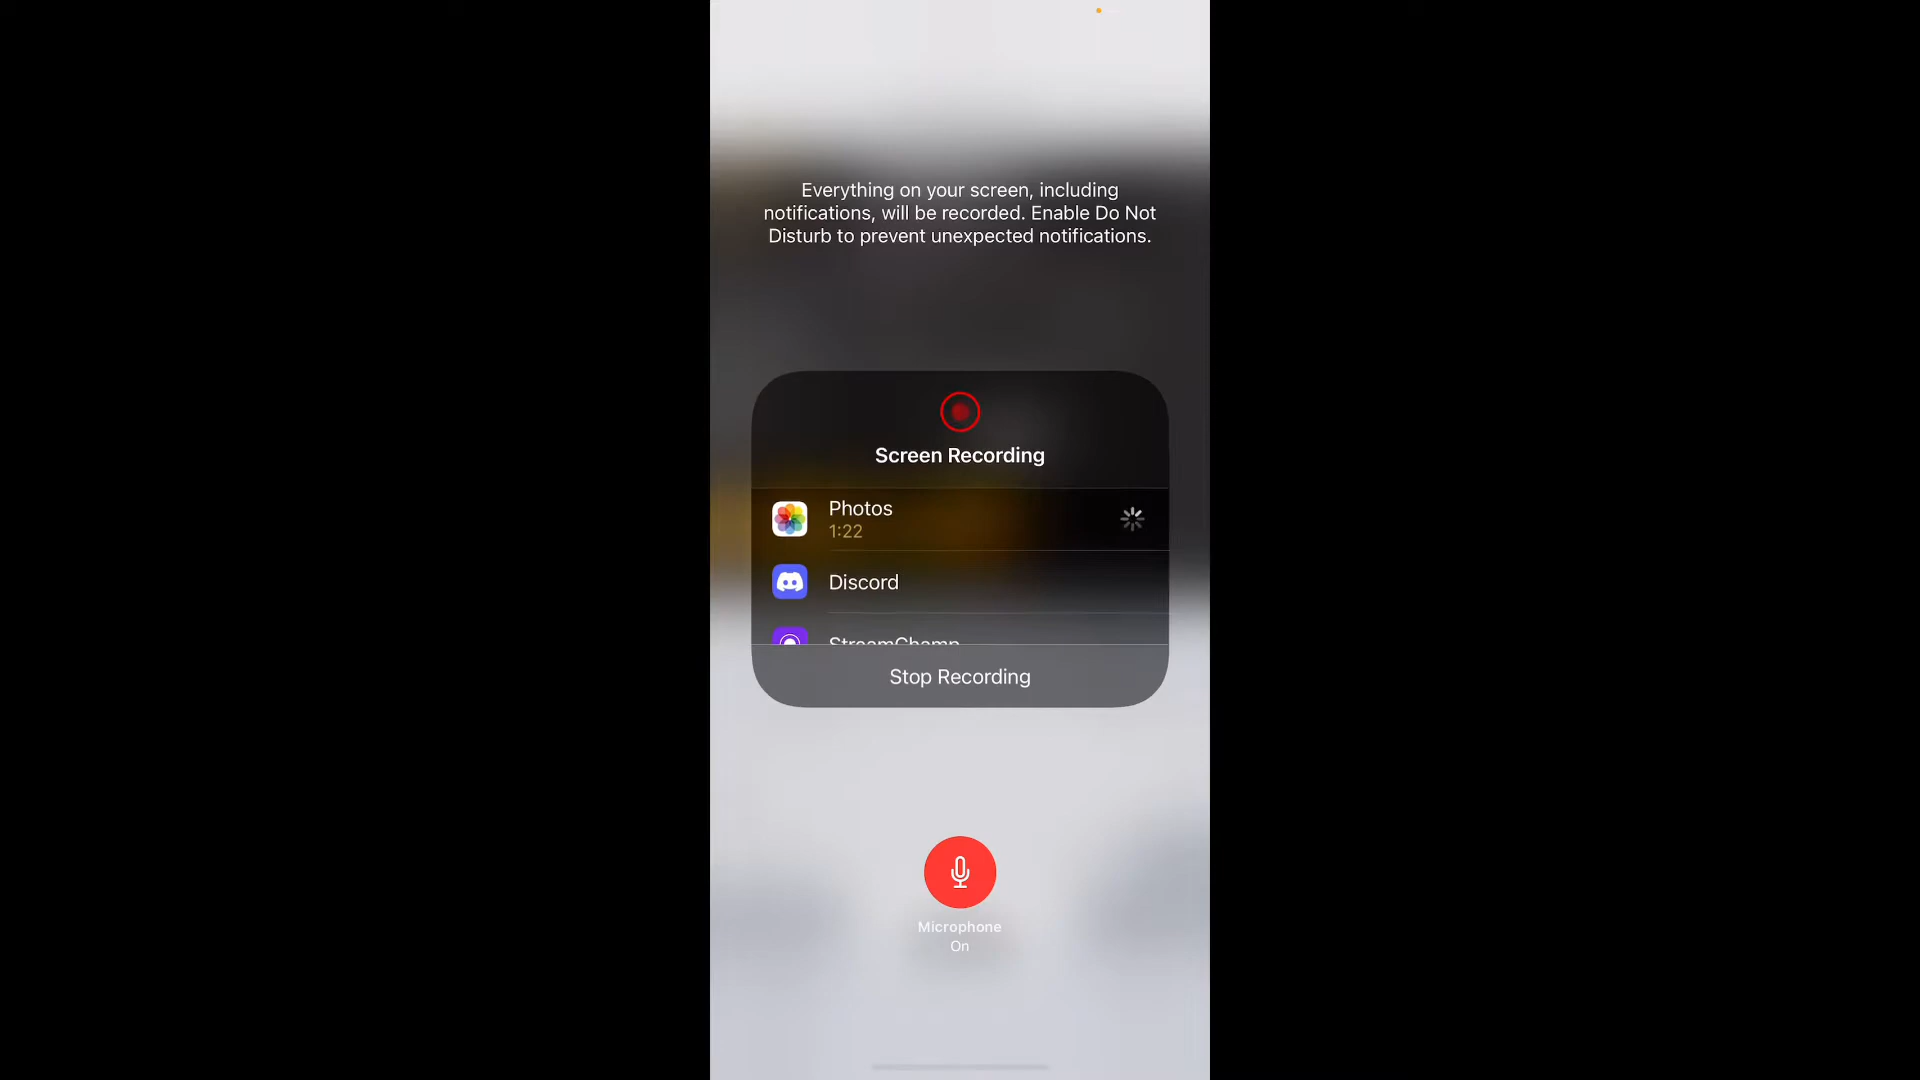 Everything on your screen, including
notifications, will be recorded. Enable Do Not
Disturb to prevent unexpected notifications.
Screen Recording
Photos
1:22
Discord
StreamChamp
Stop Recording
Microphone
On